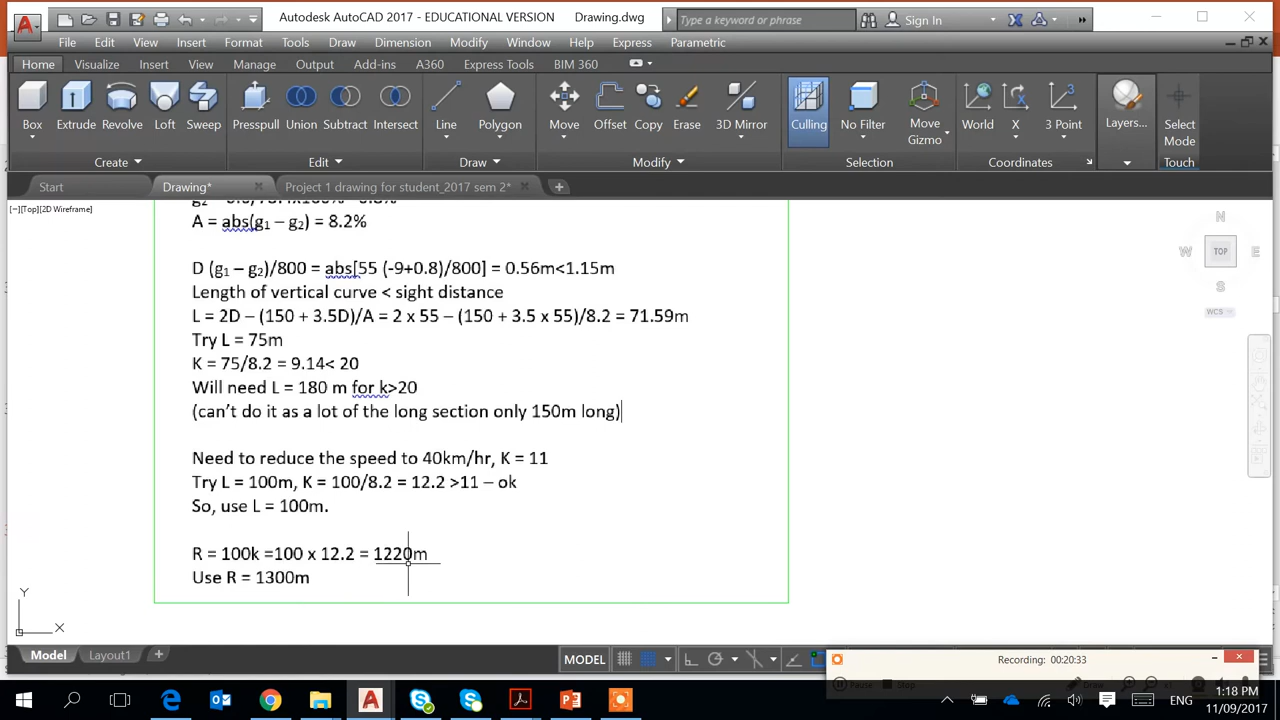 Autodesk AutoCAD 2017 - EDUCATIONAL VERSION Drawing.dwg
Type a keyword or phrase
Sign In
File Edit View Insert Format Tools Draw Dimension Modify Window Help Express Parametric
Home Visualize Insert View Manage Output Add-ins A360 Express Tools BIM 360
Box Extrude Revolve Loft Sweep Presspull Union Subtract Intersect Line Polygon Move Offset Copy Erase 3D Mirror Culling No Filter Move Gizmo World X 3 Point Layers... Select Mode
Create Edit Draw Modify Selection Coordinates Touch
Start Drawing* Project 1 drawing for student_2017 sem 2*
[−][Top][2D Wireframe]
A = abs(g₁ – g₂) = 8.2%
D (g₁ – g₂)/800 = abs[55 (-9+0.8)/800] = 0.56m<1.15m
Length of vertical curve < sight distance
L = 2D – (150 + 3.5D)/A = 2 x 55 – (150 + 3.5 x 55)/8.2 = 71.59m
Try L = 75m
K = 75/8.2 = 9.14< 20
Will need L = 180 m for k>20
(can't do it as a lot of the long section only 150m long)
Need to reduce the speed to 40km/hr, K = 11
Try L = 100m, K = 100/8.2 = 12.2 >11 – ok
So, use L = 100m.
R = 100k =100 x 12.2 = 1220m
Use R = 1300m
N
W TOP E
S
WCS
Y
X
Model Layout1
MODEL
Recording: 00:20:33
Pause Stop Draw
ENG
1:18 PM
11/09/2017